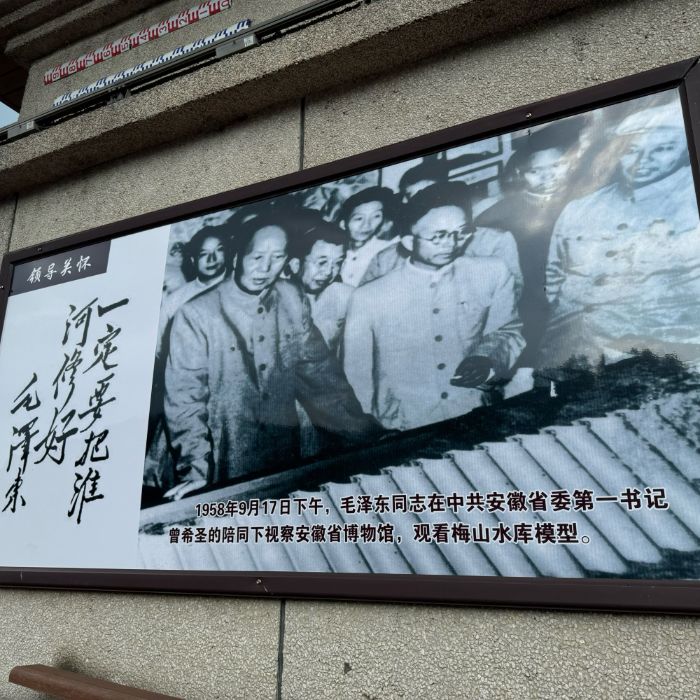 领导关怀
一定要把淮
河修好
毛泽东
1958年9月17日下午，毛泽东同志在中共安徽省委第一书记
曾希圣的陪同下视察安徽省博物馆，观看梅山水库模型。